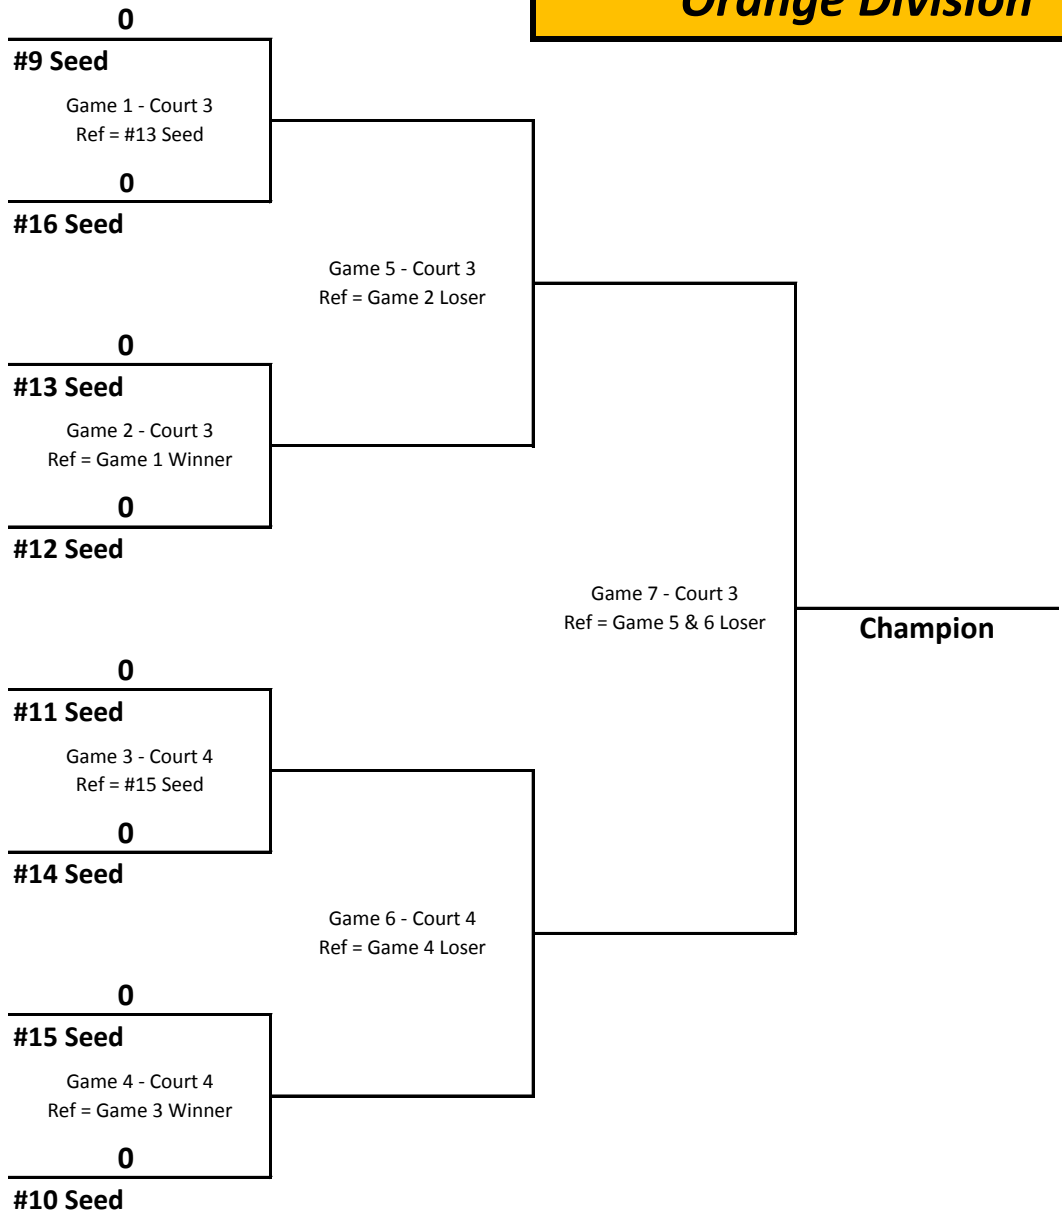 Orange Division
0
#9 Seed
Game 1 - Court 3
Ref = #13 Seed
0
#16 Seed
Game 5 - Court 3
Ref = Game 2 Loser
0
#13 Seed
Game 2 - Court 3
Ref = Game 1 Winner
0
#12 Seed
Game 7 - Court 3
Ref = Game 5 & 6 Loser
Champion
0
#11 Seed
Game 3 - Court 4
Ref = #15 Seed
0
#14 Seed
Game 6 - Court 4
Ref = Game 4 Loser
0
#15 Seed
Game 4 - Court 4
Ref = Game 3 Winner
0
#10 Seed